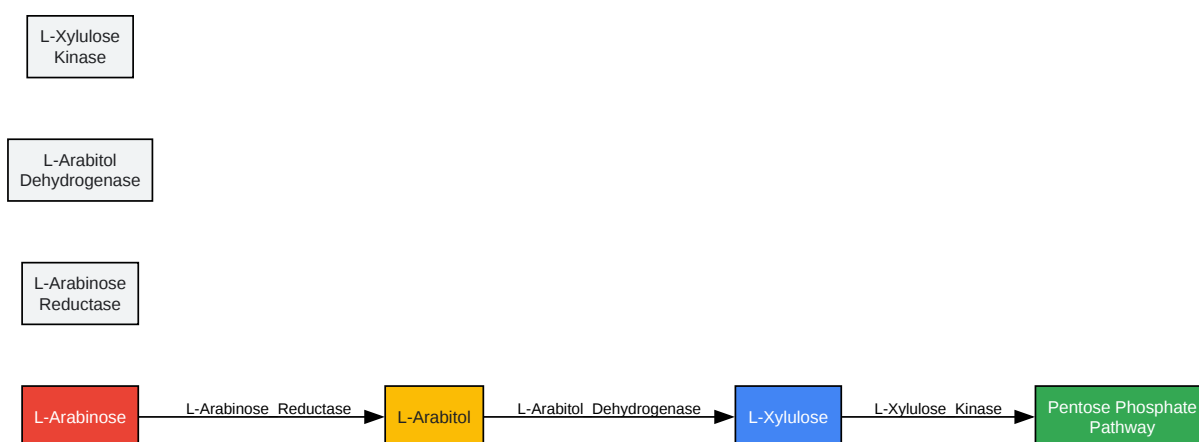 L-Xylulose
Kinase
L-Arabitol
Dehydrogenase
L-Arabinose
Reductase
L-Arabinose
L-Arabinose_Reductase
L-Arabitol
L-Arabitol_Dehydrogenase
L-Xylulose
L-Xylulose_Kinase
Pentose Phosphate
Pathway